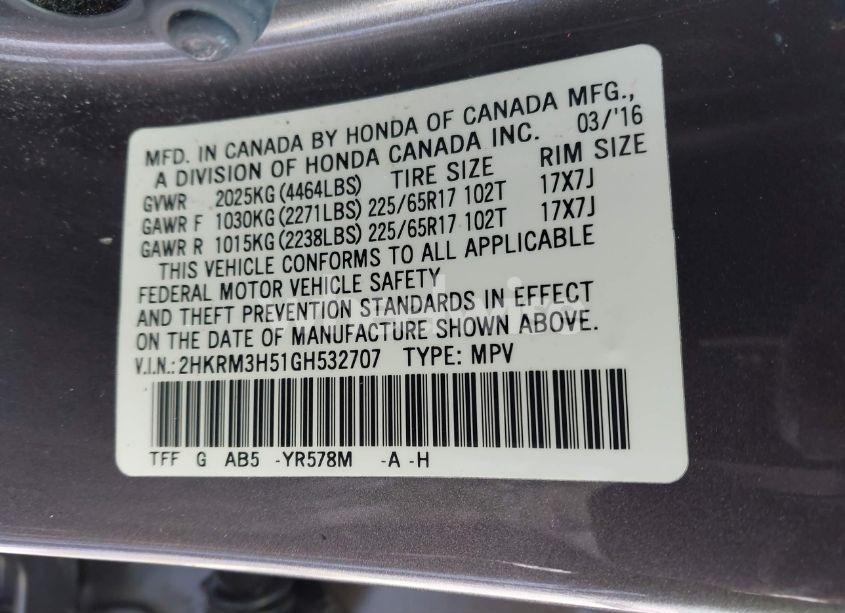 MFD. IN CANADA BY HONDA OF CANADA MFG.,
A DIVISION OF HONDA CANADA INC. 03/'16
GVWR 2025KG(4464LBS) TIRE SIZE RIM SIZE
GAWR F 1030KG(2271LBS) 225/65R17 102T 17X7J
GAWR R 1015KG(2238LBS) 225/65R17 102T 17X7J
THIS VEHICLE CONFORMS TO ALL APPLICABLE
FEDERAL MOTOR VEHICLE SAFETY
AND THEFT PREVENTION STANDARDS IN EFFECT
ON THE DATE OF MANUFACTURE SHOWN ABOVE.
V.I.N.:2HKRM3H51GH532707 TYPE: MPV
TFF G AB5 -YR578M -A -H